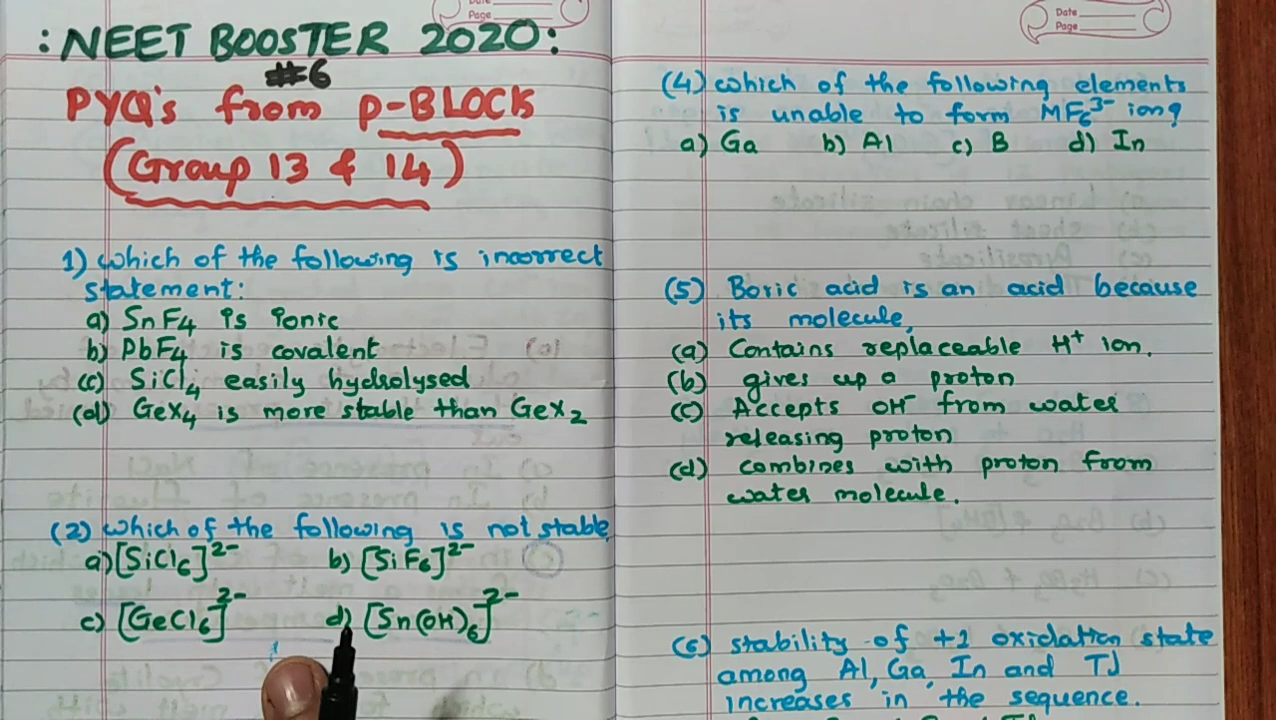 : NEET BOOSTER 2020:
#6
PYQ's from p-BLOCK
(Group 13 & 14)
1) which of the following is incorrect
statement:
a) SnF4 is ionic
b) PbF4 is covalent
(c) SiCl4 easily hydrolysed
(d) GeX4 is more stable than GeX2
(2) which of the following is not stable
a) [SiCl6]2- b) [SiF6]2-
c) [GeCl6]2- d) [Sn(OH)6]2-
Date
Page
Date
Page
(4) which of the following elements
is unable to form MF6 3- ion?
a) Ga b) Al c) B d) In
(5) Boric acid is an acid because
its molecule,
(a) Contains replaceable H+ ion.
(b) gives up a proton
(c) Accepts OH- from water
releasing proton
(d) combines with proton from
water molecule.
(6) stability of +1 oxidation state
among Al, Ga, In and Tl
increases in the sequence.